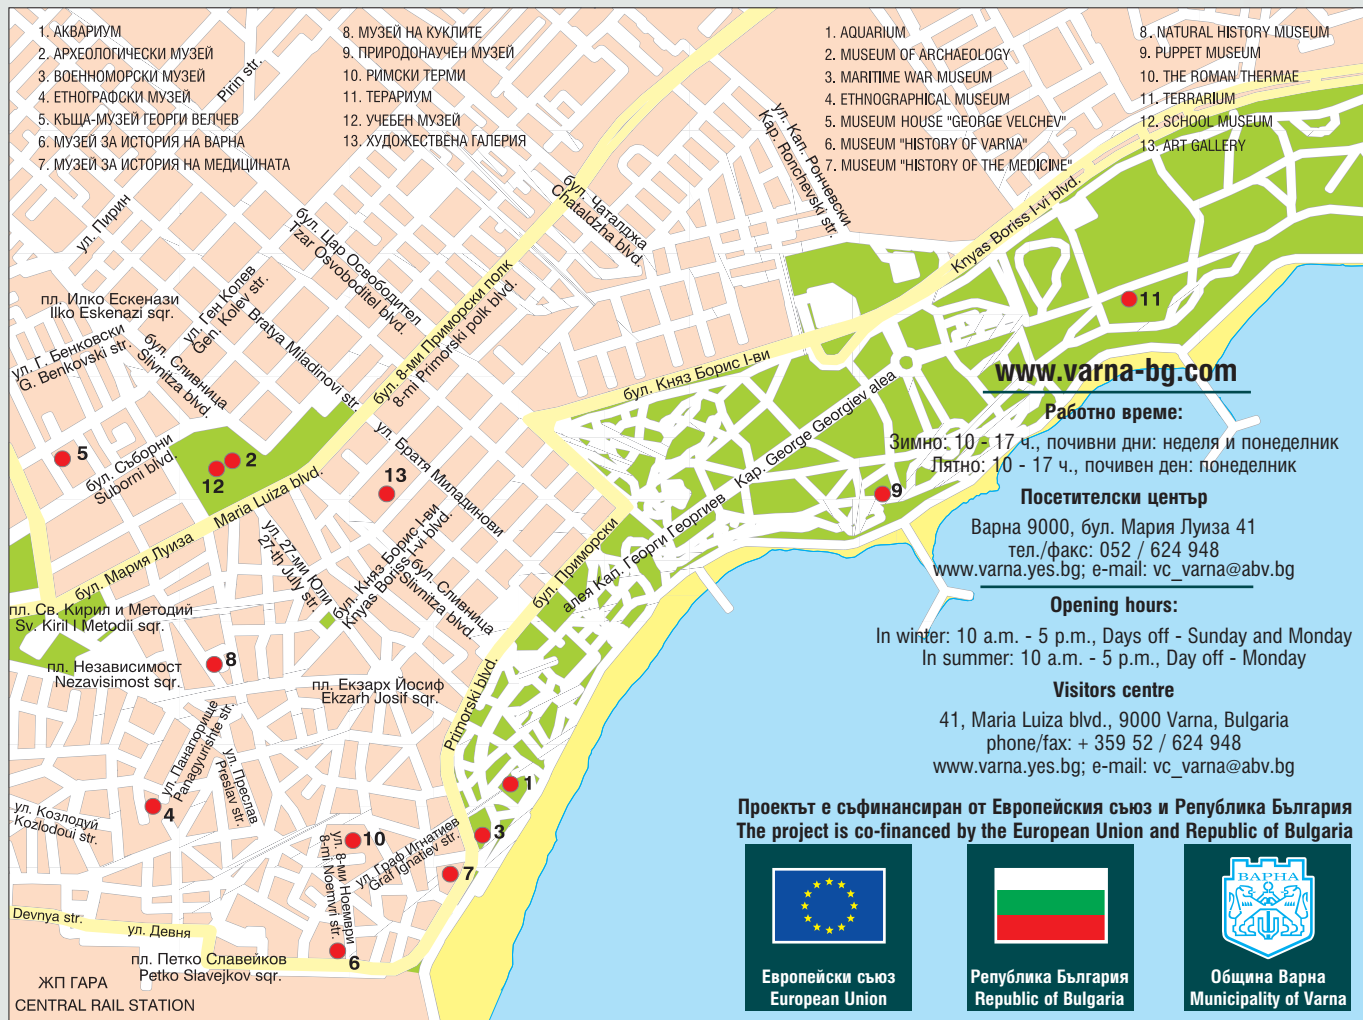 1. АКВАРИУМ
2. АРХЕОЛОГИЧЕСКИ МУЗЕЙ
3. ВОЕННОМОРСКИ МУЗЕЙ
4. ЕТНОГРАФСКИ МУЗЕЙ
5. КЪЩА-МУЗЕЙ ГЕОРГИ ВЕЛЧЕВ
6. МУЗЕЙ ЗА ИСТОРИЯ НА ВАРНА
7. МУЗЕЙ ЗА ИСТОРИЯ НА МЕДИЦИНАТА
8. МУЗЕЙ НА КУКЛИТЕ
9. ПРИРОДОНАУЧЕН МУЗЕЙ
10. РИМСКИ ТЕРМИ
11. ТЕРАРИУМ
12. УЧЕБЕН МУЗЕЙ
13. ХУДОЖЕСТВЕНА ГАЛЕРИЯ
1. AQUARIUM
2. MUSEUM OF ARCHAEOLOGY
3. MARITIME WAR MUSEUM
4. ETHNOGRAPHICAL MUSEUM
5. MUSEUM HOUSE "GEORGE VELCHEV"
6. MUSEUM "HISTORY OF VARNA"
7. MUSEUM "HISTORY OF THE MEDICINE"
8. NATURAL HISTORY MUSEUM
9. PUPPET MUSEUM
10. THE ROMAN THERMAE
11. TERRARIUM
12. SCHOOL MUSEUM
13. ART GALLERY
Pirin str.
ул. Пирин
бул. Цар Освободител
Tzar Osvoboditel blvd.
бул. Чаталджа
Chataldzha blvd.
ул. Кап. Рончевски
Kap. Ronchevski str.
Knyas Boriss I-vi blvd.
пл. Илко Ескенази
Ilko Eskenazi sqr.
ул. Ген Колев
Gen. Kolev str.
Bratya Miladinovi str.
бул. 8-ми Приморски полк
8-mi Primorski polk blvd.
ул. Г. Бенковски
G. Benkovski str.
бул. Сливница
Slivnitza blvd.
бул. Княз Борис I-ви
11
5
бул. Съборни
Suborni blvd.
2
12
13
Maria Luiza blvd.
бул. Мария Луиза
ул. Братя Миладинови
ул. 27-ми Юли
27-th July str.
бул. Княз Борис I-ви
Knyas Boriss I-vi blvd.
бул. Сливница
Slivnitza blvd.
бул. Приморски
Primorski blvd.
алея Кап. Георги Георгиев
Кар. George Georgiev alea
9
пл. Св. Кирил и Методий
Sv. Kiril I Metodii sqr.
пл. Независимост
Nezavisimost sqr.
8
пл. Екзарх Йосиф
Ekzarh Josif sqr.
ул. Панагюрище
Panagyurishte str.
ул. Преслав
Preslav str.
4
ул. Козлодуй
Kozlodoui str.
1
3
10
ул. Граф Игнатиев
Graf Ignatiev str.
7
ул. 8-ми Ноември
8-mi Noemvri str.
Devnya str.
ул. Девня
пл. Петко Славейков
Petko Slavejkov sqr.
6
ЖП ГАРА
CENTRAL RAIL STATION
www.varna-bg.com
Работно време:
Зимно: 10 - 17 ч., почивни дни: неделя и понеделник
Лятно: 10 - 17 ч., почивен ден: понеделник
Посетителски център
Варна 9000, бул. Мария Луиза 41
тел./факс: 052 / 624 948
www.varna.yes.bg; e-mail: vc_varna@abv.bg
Opening hours:
In winter: 10 a.m. - 5 p.m., Days off - Sunday and Monday
In summer: 10 a.m. - 5 p.m., Day off - Monday
Visitors centre
41, Maria Luiza blvd., 9000 Varna, Bulgaria
phone/fax: + 359 52 / 624 948
www.varna.yes.bg; e-mail: vc_varna@abv.bg
Проектът е съфинансиран от Европейския съюз и Република България
The project is co-financed by the European Union and Republic of Bulgaria
Европейски съюз
European Union
Република България
Republic of Bulgaria
ВАРНА
Община Варна
Municipality of Varna